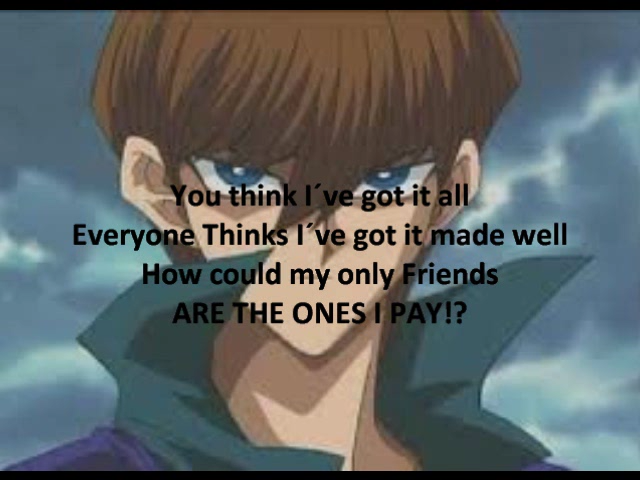 You think I´ve got it all
Everyone Thinks I´ve got it made well
How could my only Friends
ARE THE ONES I PAY!?